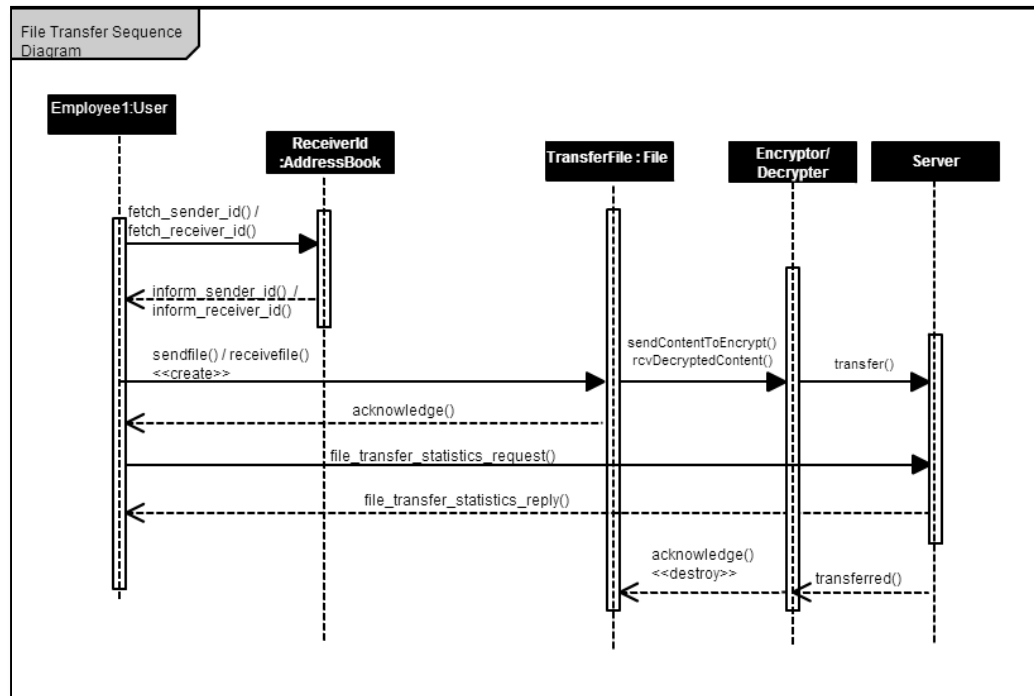 File Transfer Sequence
Diagram
Employee1:User
ReceiverId
:AddressBook
TransferFile : File
Encryptor/
Decrypter
Server
fetch_sender_id() /
fetch_receiver_id()
inform_sender_id() /
inform_receiver_id()
sendfile() / receivefile()
<<create>>
sendContentToEncrypt()
rcvDecryptedContent()
transfer()
acknowledge()
file_transfer_statistics_request()
file_transfer_statistics_reply()
acknowledge()
<<destroy>>
transferred()